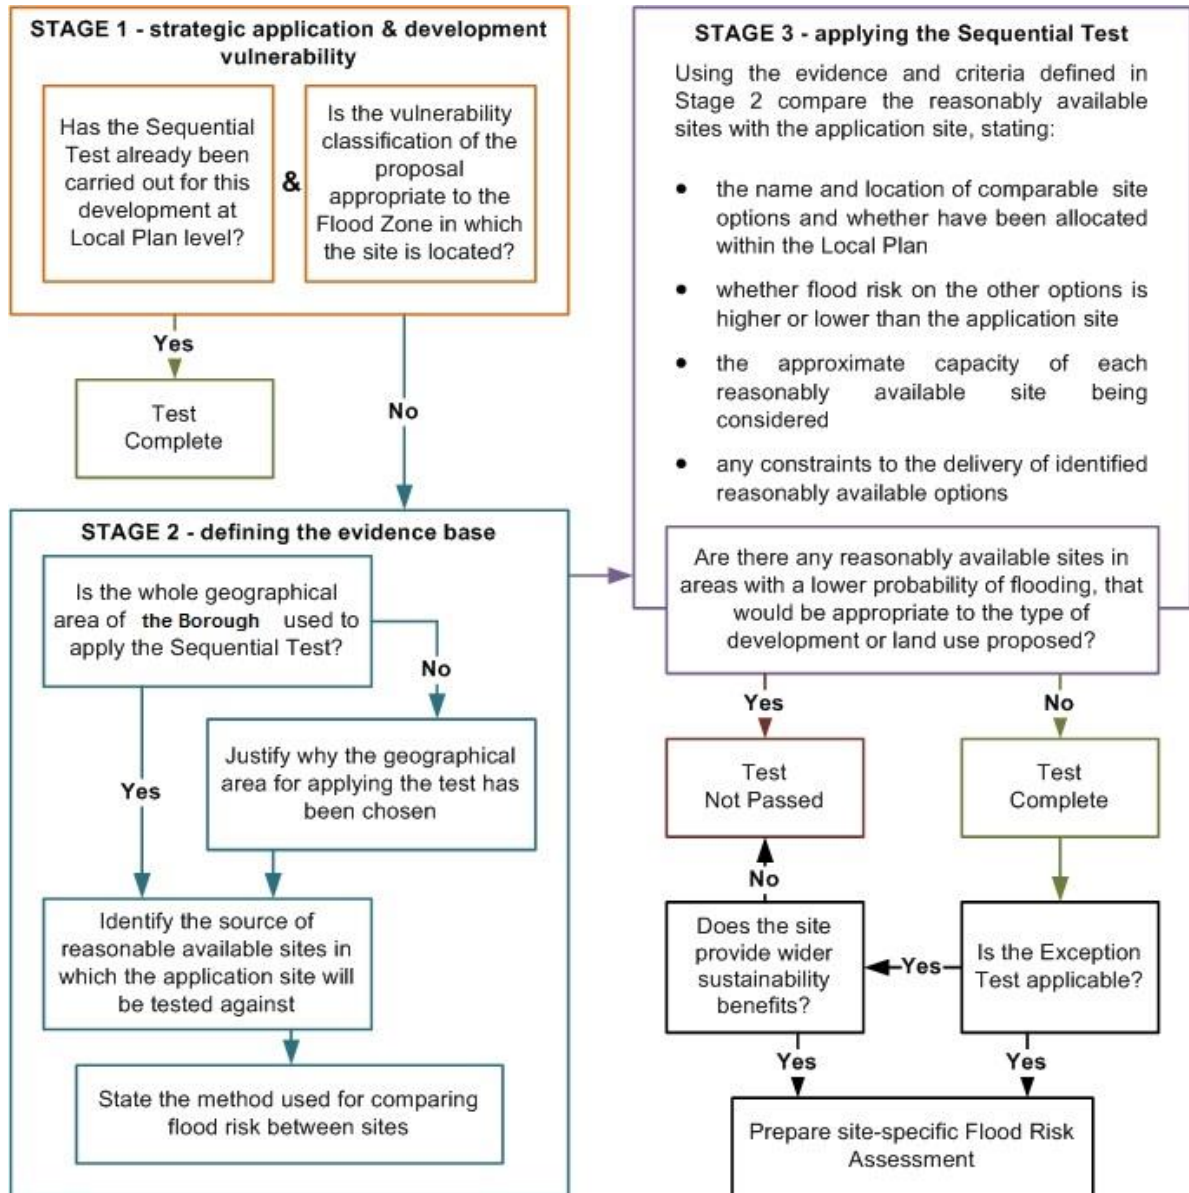 STAGE 1 - strategic application & development
vulnerability
Has the Sequential
Test already been
carried out for this
development at
Local Plan level?
&
Is the vulnerability
classification of the
proposal
appropriate to the
Flood Zone in which
the site is located?
Yes
No
Test
Complete
STAGE 2 - defining the evidence base
Is the whole geographical
area of the Borough used to
apply the Sequential Test?
No
Yes
Justify why the geographical
area for applying the test has
been chosen
Identify the source of
reasonable available sites in
which the application site will
be tested against
State the method used for comparing
flood risk between sites
STAGE 3 - applying the Sequential Test
Using the evidence and criteria defined in
Stage 2 compare the reasonably available
sites with the application site, stating:
• the name and location of comparable site
options and whether have been allocated
within the Local Plan
• whether flood risk on the other options is
higher or lower than the application site
• the approximate capacity of each
reasonably available site being
considered
• any constraints to the delivery of identified
reasonably available options
Are there any reasonably available sites in
areas with a lower probability of flooding, that
would be appropriate to the type of
development or land use proposed?
Yes
No
Test
Not Passed
Test
Complete
No
Does the site
provide wider
sustainability
benefits?
Yes
Is the Exception
Test applicable?
Yes
Yes
Prepare site-specific Flood Risk
Assessment